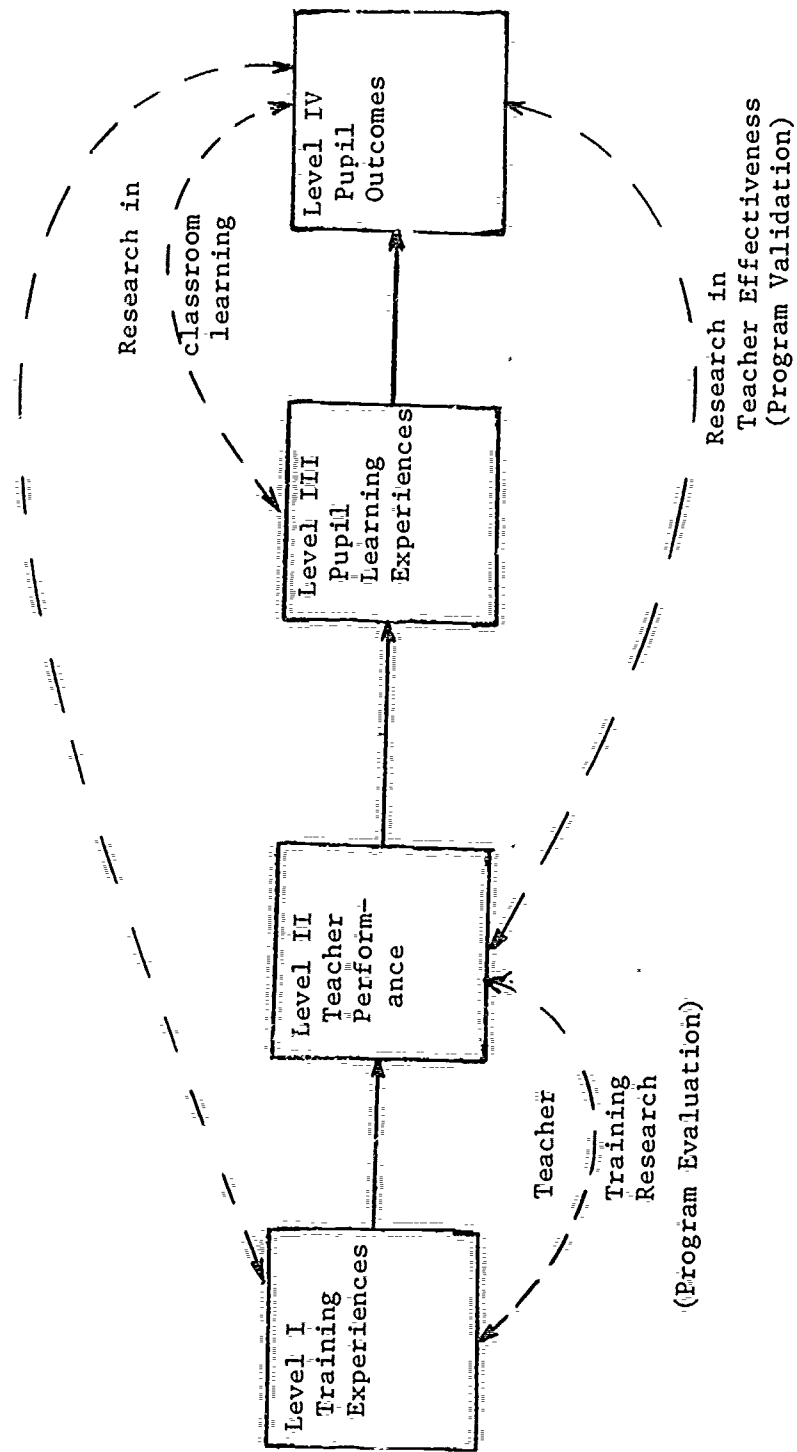 Level I
Training
Experiences
Level II
Teacher
Perform-
ance
Level III
Pupil
Learning
Experiences
Level IV
Pupil
Outcomes
Research in
classroom
learning
Teacher
Training
Research
(Program Evaluation)
Research in
Teacher Effectiveness
(Program Validation)